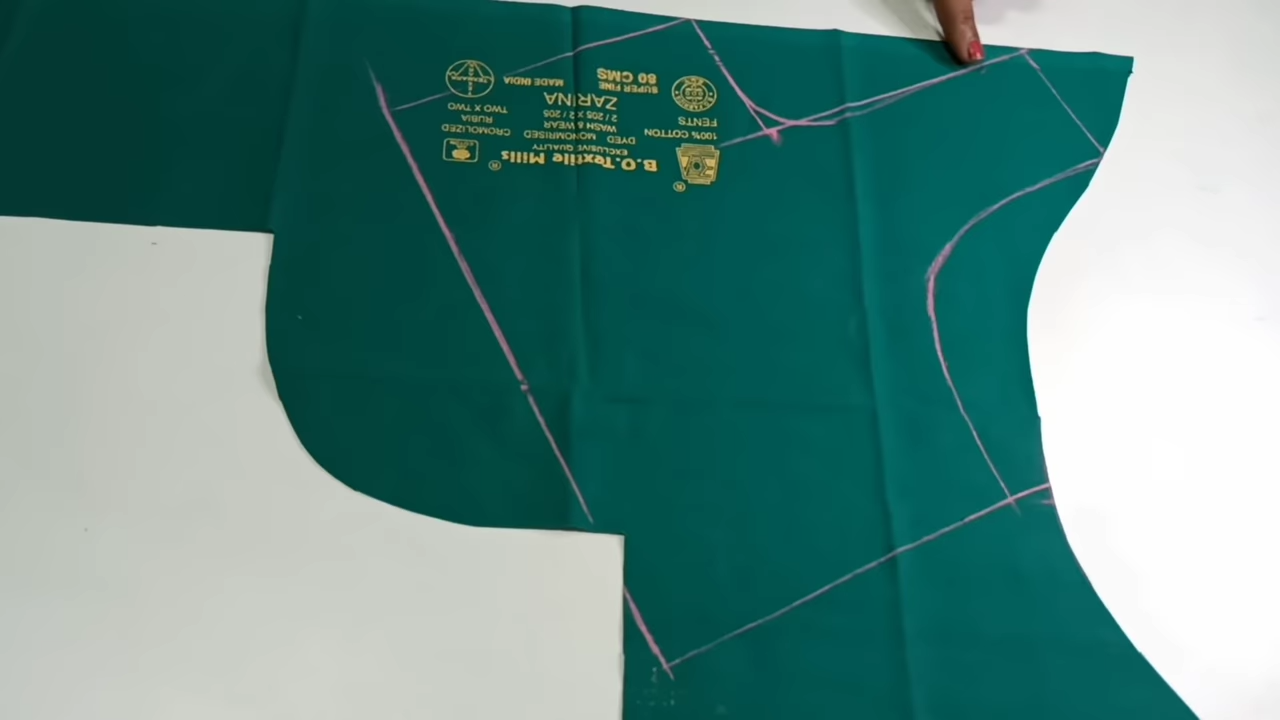 B.O.Textile Mills
EXCLUSIVE QUALITY
100% COTTON
DYED MONOMRISED
CROMOLIZED
FENTS
WASH & WEAR
RUBIA
2 / 205 X 2 / 205
TWO X TWO
ZARINA
SUPER FINE
80 CMS
MADE INDIA